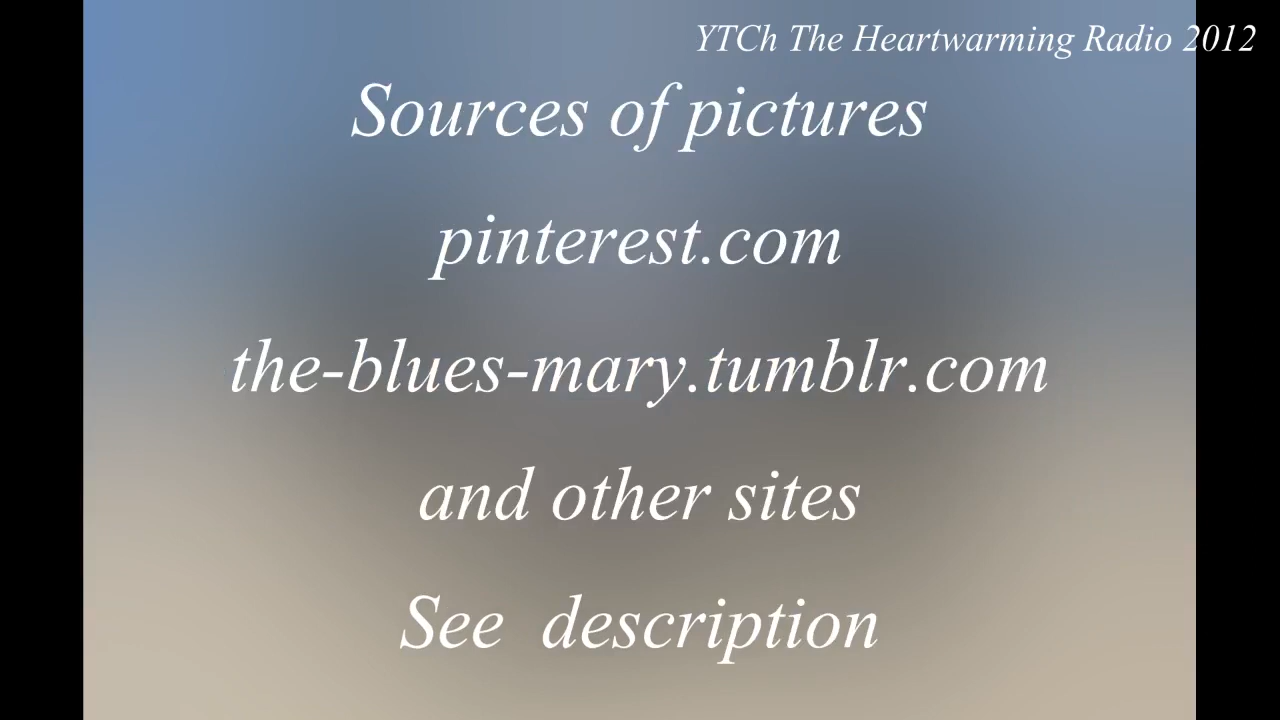 YTCh The Heartwarming Radio 2012
Sources of pictures
pinterest.com
the-blues-mary.tumblr.com
and other sites
See  description